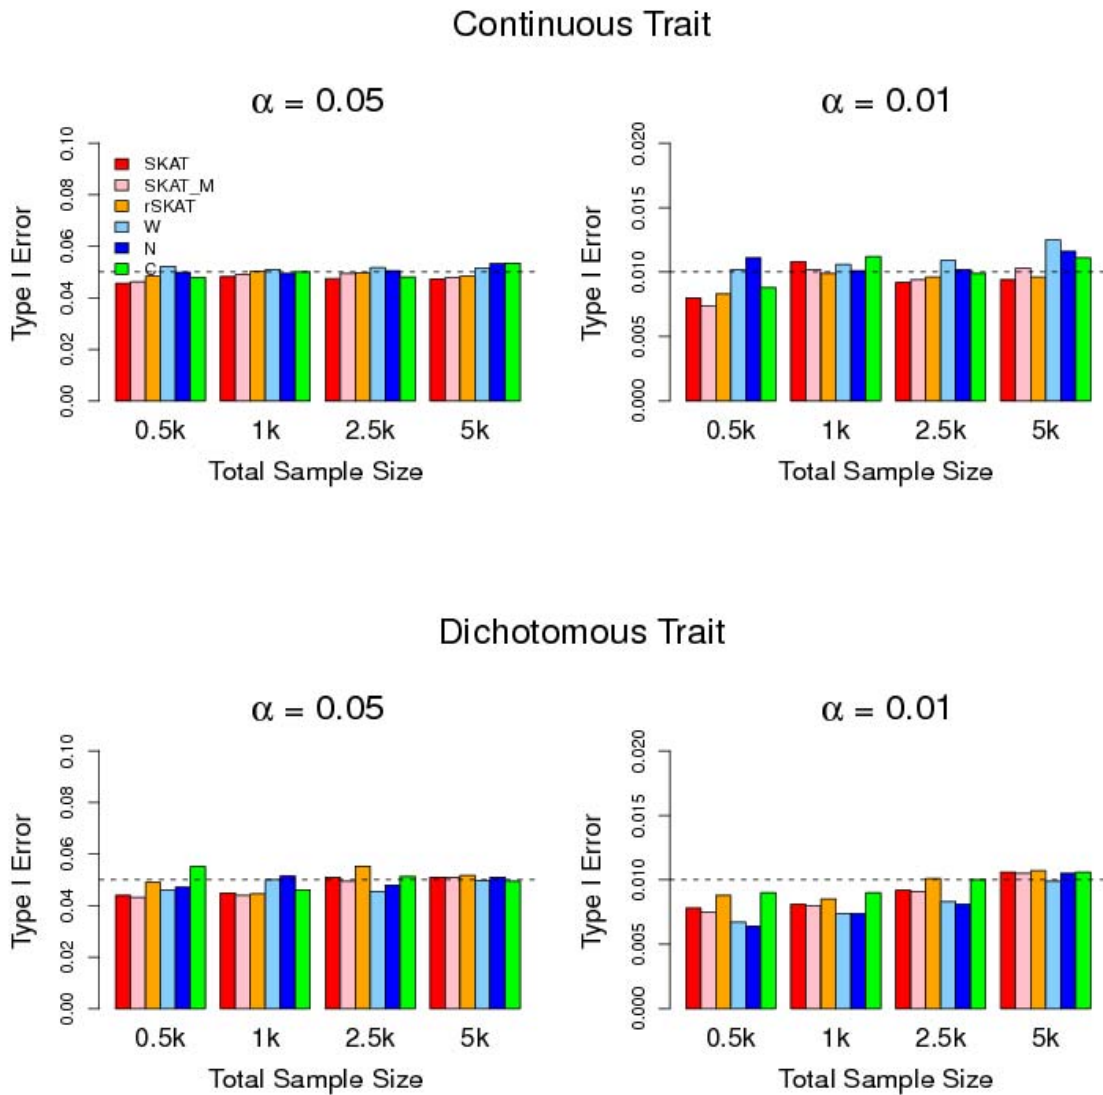 Continuous Trait
α = 0.05
α = 0.01
0.10
0.08
0.06
0.04
0.02
0.00
Type I Error
SKAT
SKAT_M
rSKAT
W
N
C
0.5k 1k 2.5k 5k
Total Sample Size
0.020
0.015
0.010
0.005
0.000
Type I Error
0.5k 1k 2.5k 5k
Total Sample Size
Dichotomous Trait
α = 0.05
α = 0.01
0.10
0.08
0.06
0.04
0.02
0.00
Type I Error
0.5k 1k 2.5k 5k
Total Sample Size
0.020
0.015
0.010
0.005
0.000
Type I Error
0.5k 1k 2.5k 5k
Total Sample Size